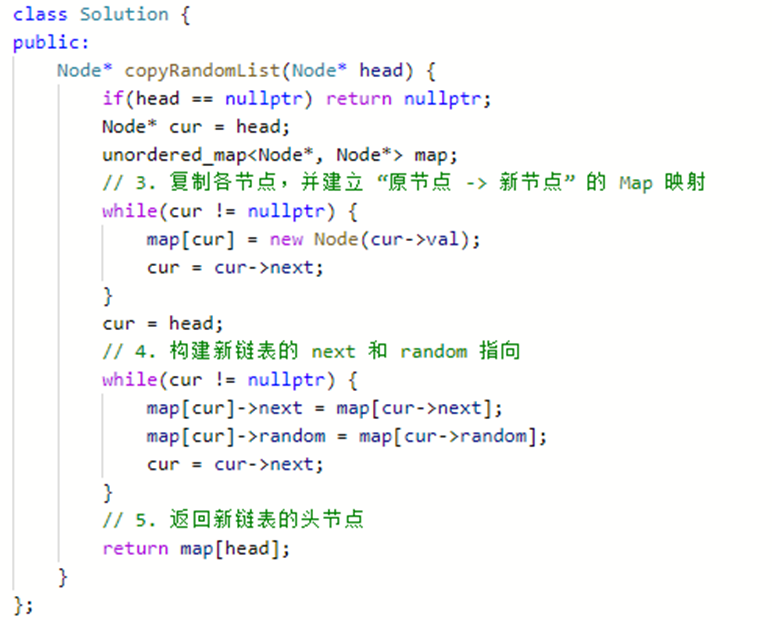 class Solution {
public:
    Node* copyRandomList(Node* head) {
        if(head == nullptr) return nullptr;
        Node* cur = head;
        unordered_map<Node*, Node*> map;
        // 3. 复制各节点，并建立 “原节点 -> 新节点” 的 Map 映射
        while(cur != nullptr) {
            map[cur] = new Node(cur->val);
            cur = cur->next;
        }
        cur = head;
        // 4. 构建新链表的 next 和 random 指向
        while(cur != nullptr) {
            map[cur]->next = map[cur->next];
            map[cur]->random = map[cur->random];
            cur = cur->next;
        }
        // 5. 返回新链表的头节点
        return map[head];
    }
};